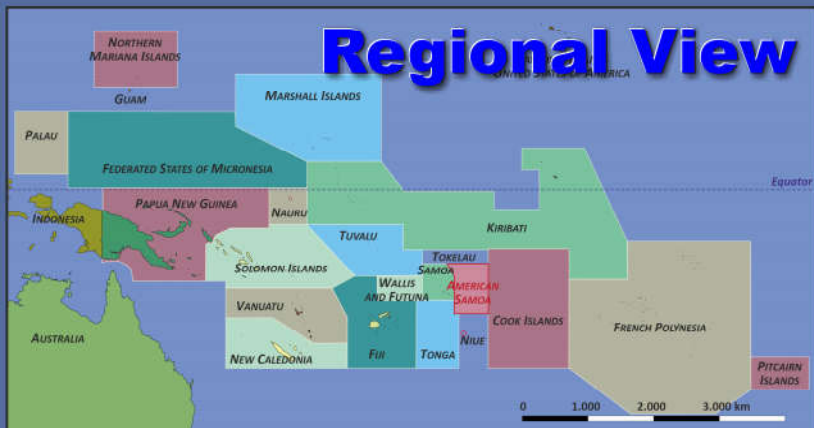 Regional View
NORTHERN
MARIANA ISLANDS
UNITED STATES OF AMERICA
GUAM
MARSHALL ISLANDS
PALAU
FEDERATED STATES OF MICRONESIA
Equator
INDONESIA
PAPUA NEW GUINEA
NAURU
KIRIBATI
TUVALU
TOKELAU
SOLOMON ISLANDS
SAMOA
WALLIS
AND FUTUNA
AMERICAN
SAMOA
VANUATU
COOK ISLANDS
FRENCH POLYNESIA
AUSTRALIA
NIUE
NEW CALEDONIA
FIJI
TONGA
PITCAIRN
ISLANDS
0 1.000 2.000 3.000 km